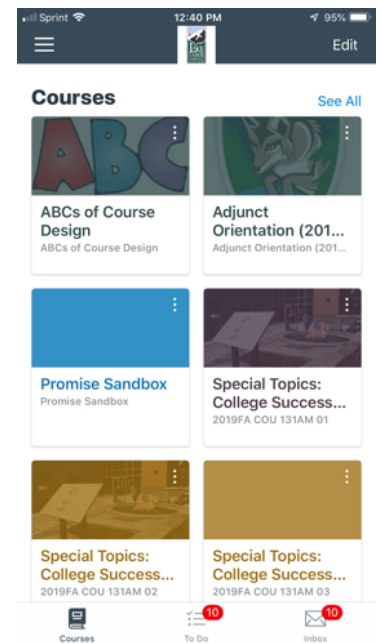 Sprint 12:40 PM 95%
Edit
Courses See All
ABC
ABCs of Course
Design
ABCs of Course Design
Adjunct
Orientation (201...
Adjunct Orientation (201...
Promise Sandbox
Promise Sandbox
Special Topics:
College Success...
2019FA COU 131AM 01
Special Topics:
College Success...
2019FA COU 131AM 02
Special Topics:
College Success...
2019FA COU 131AM 03
Courses
10
To Do
10
Inbox